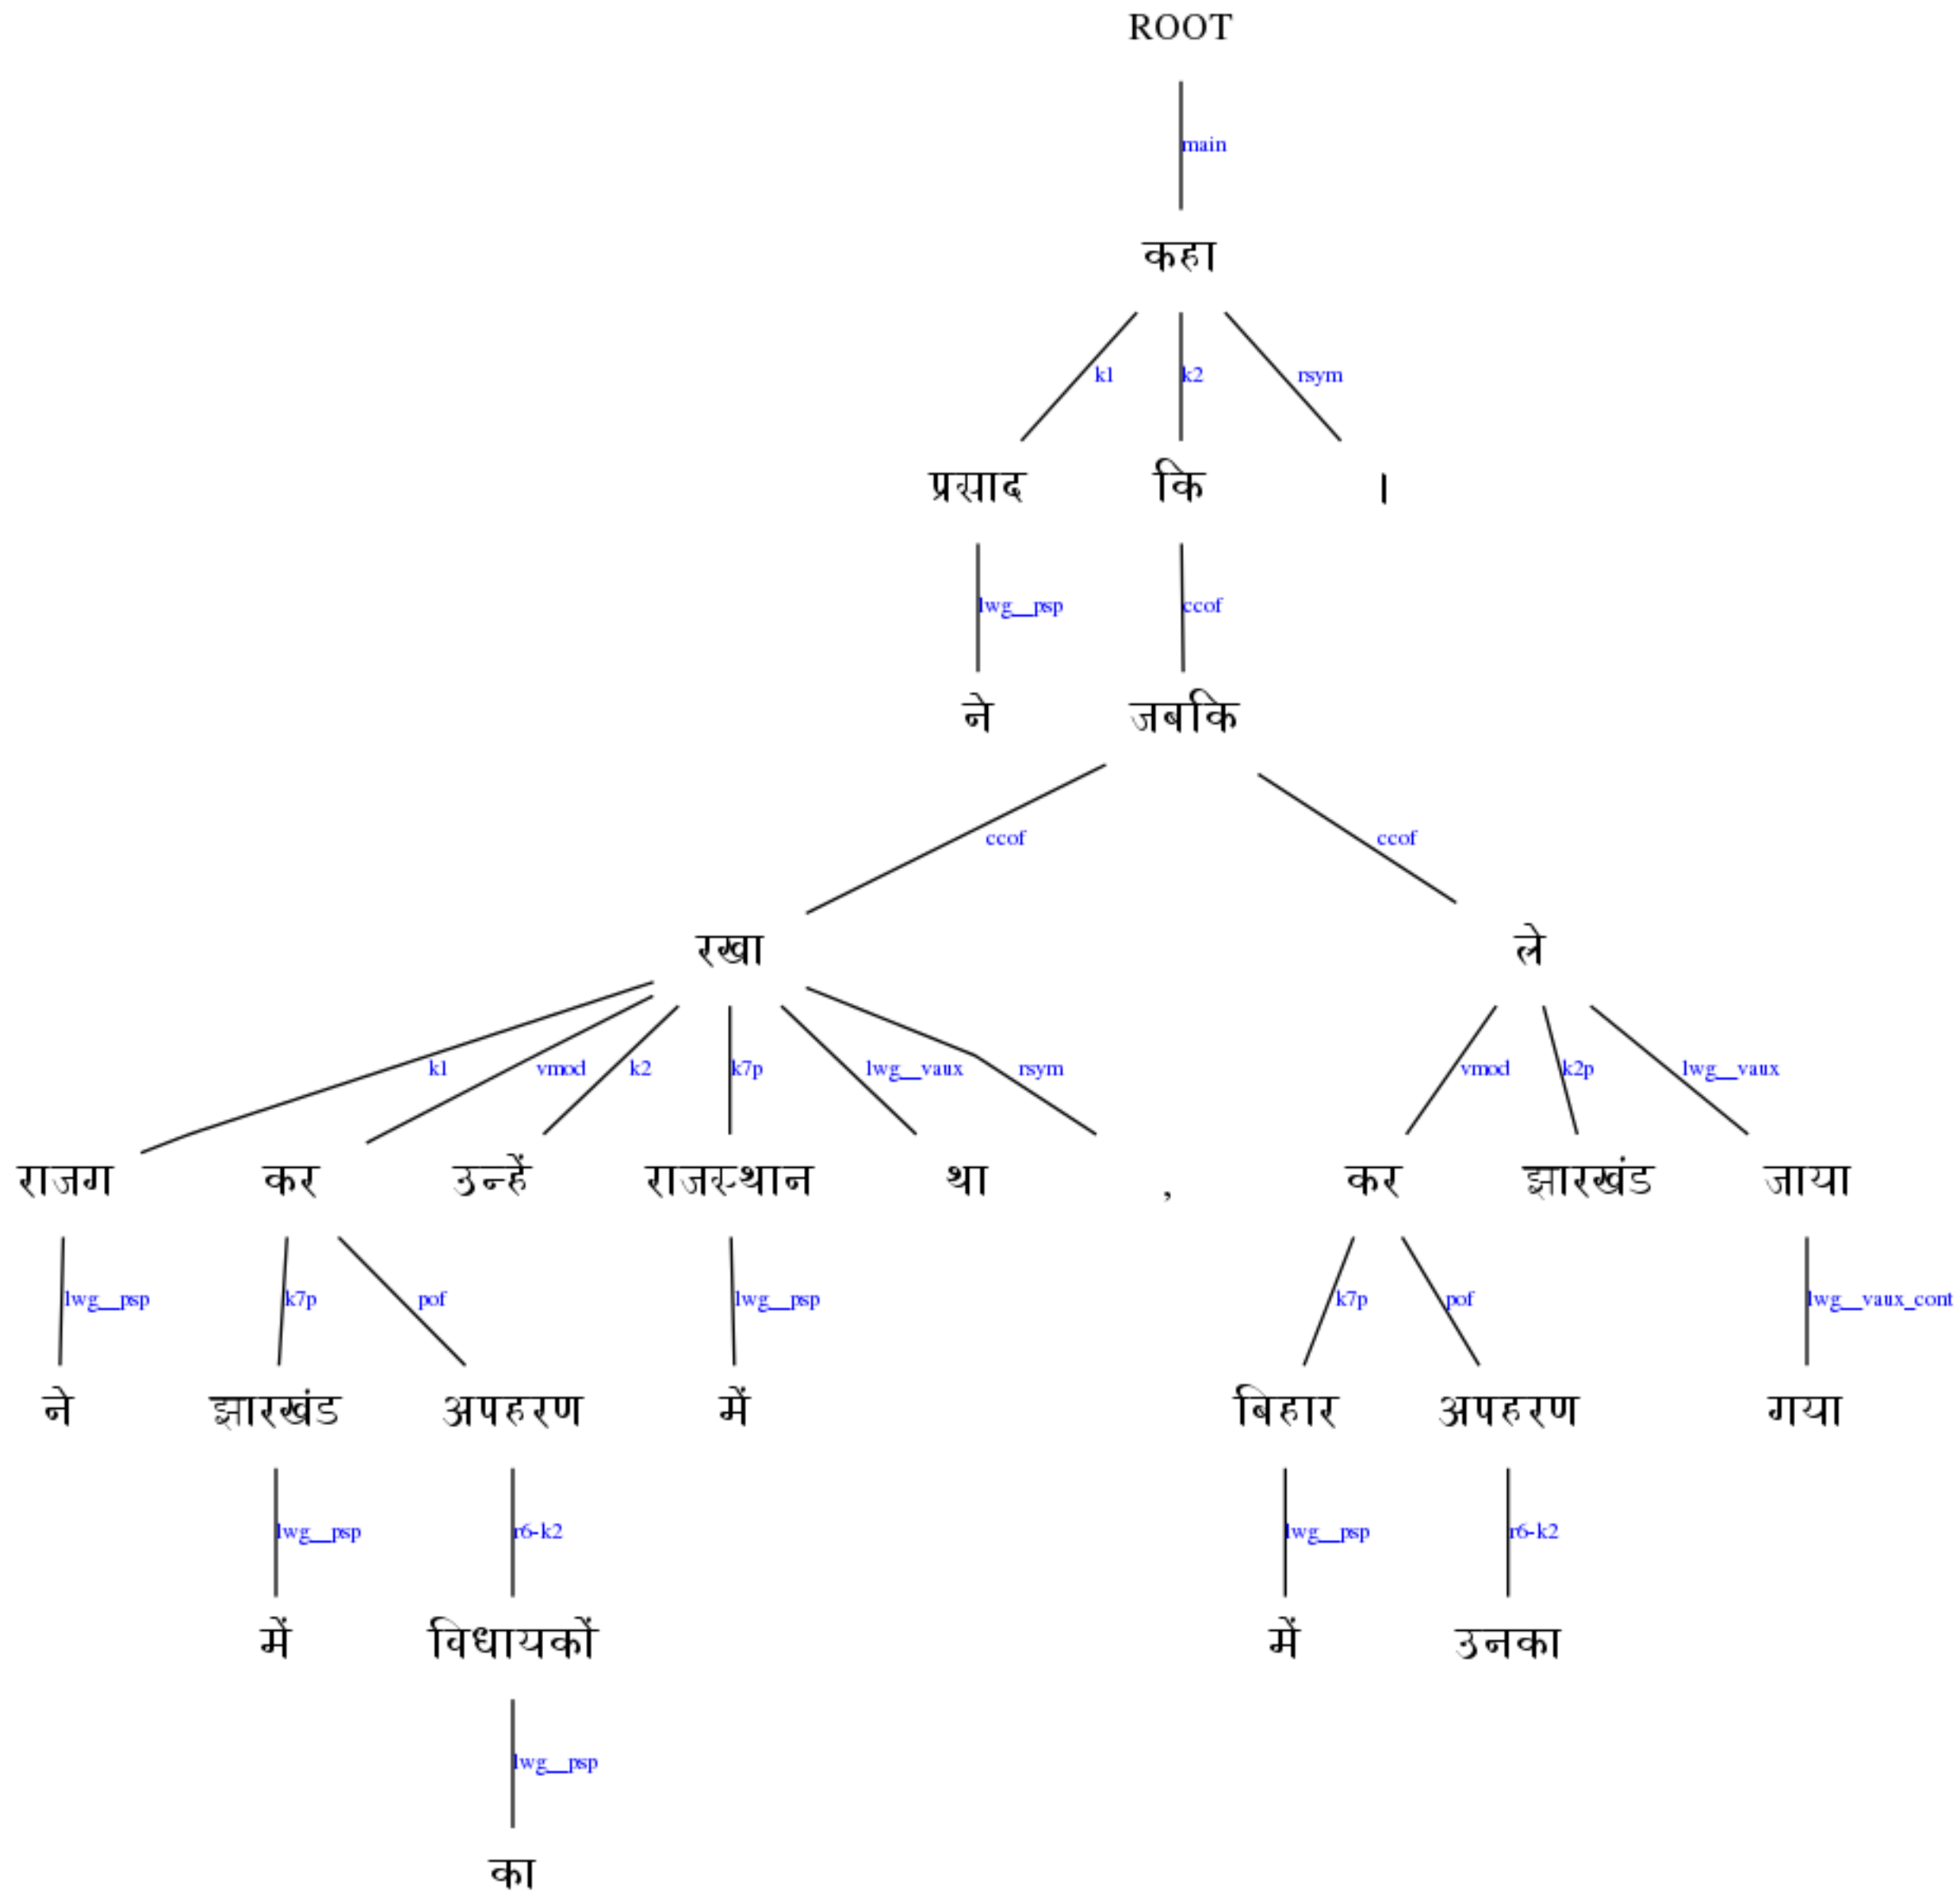 ROOT
main
कहा
k1 k2 rsym
प्रसाद कि ।
lwg__psp ccof
ने जबकि
ccof ccof
रखा ले
k1 vmod k2 k7p lwg__vaux rsym vmod k2p lwg__vaux
राजग कर उन्हें राजस्थान था , कर झारखंड जाया
lwg__psp k7p pof lwg__psp k7p pof lwg__vaux_cont
ने झारखंड अपहरण में बिहार अपहरण गया
lwg__psp r6-k2 lwg__psp r6-k2
में विधायकों में उनका
lwg__psp
का